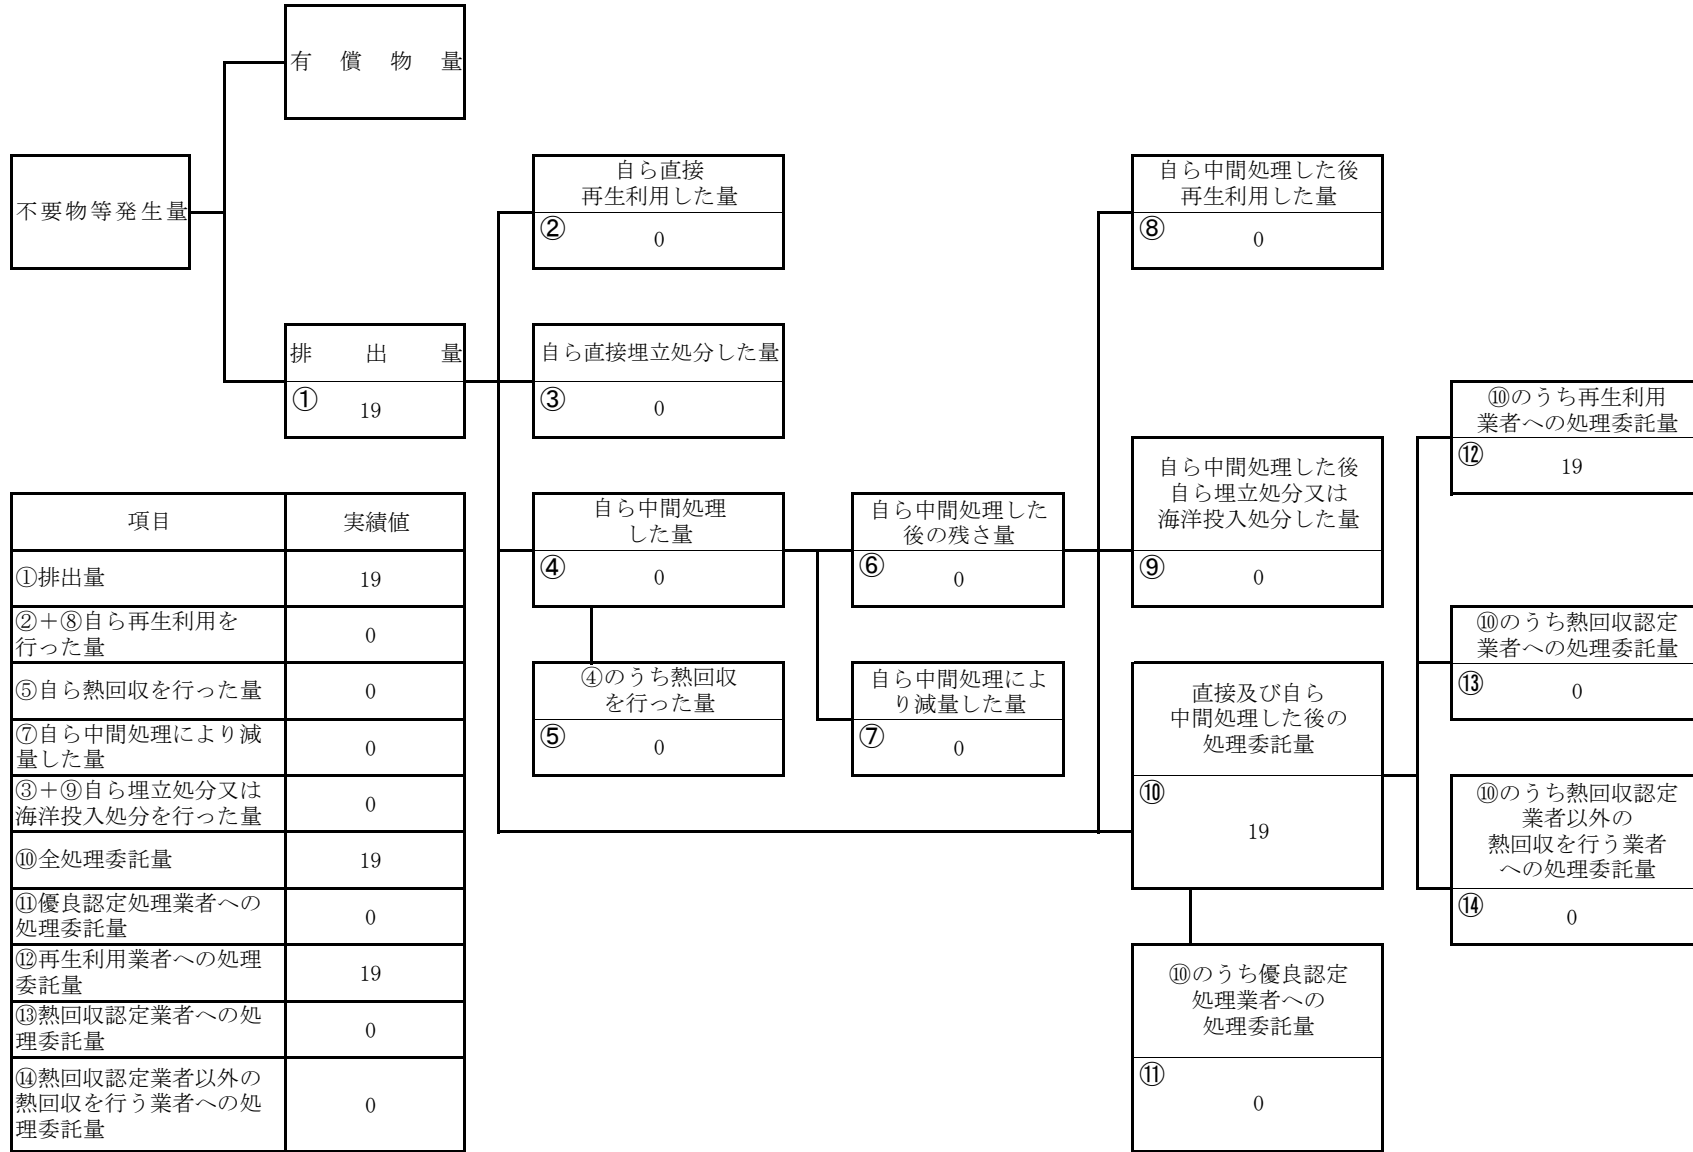 有償物量
不要物等発生量
排出量
① 19
自ら直接
再生利用した量
② 0
自ら直接埋立処分した量
③ 0
自ら中間処理
した量
④ 0
④のうち熱回収
を行った量
⑤ 0
自ら中間処理した
後の残さ量
⑥ 0
自ら中間処理によ
り減量した量
⑦ 0
自ら中間処理した後
再生利用した量
⑧ 0
自ら中間処理した後
自ら埋立処分又は
海洋投入処分した量
⑨ 0
直接及び自ら
中間処理した後の
処理委託量
⑩
19
⑩のうち優良認定
処理業者への
処理委託量
⑪
0
⑩のうち再生利用
業者への処理委託量
⑫ 19
⑩のうち熱回収認定
業者への処理委託量
⑬ 0
⑩のうち熱回収認定
業者以外の
熱回収を行う業者
への処理委託量
⑭ 0
項目 実績値
①排出量 19
②+⑧自ら再生利用を
行った量 0
⑤自ら熱回収を行った量 0
⑦自ら中間処理により減
量した量 0
③+⑨自ら埋立処分又は
海洋投入処分を行った量 0
⑩全処理委託量 19
⑪優良認定処理業者への
処理委託量 0
⑫再生利用業者への処理
委託量 19
⑬熱回収認定業者への処
理委託量 0
⑭熱回収認定業者以外の
熱回収を行う業者への処 0
理委託量